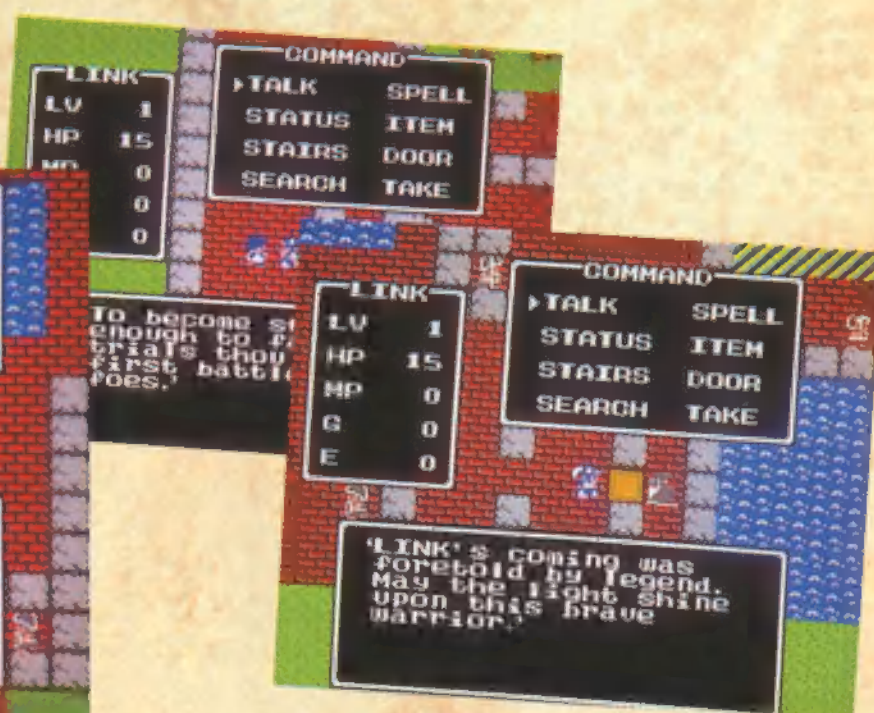 COMMAND
TALK SPELL
STATUS ITEM
STAIRS DOOR
SEARCH TAKE
LINK
LV 1
HP 15
MP 0
0
0
To become
enough to
trials thou
first battle
foes.'
COMMAND
TALK SPELL
STATUS ITEM
STAIRS DOOR
SEARCH TAKE
LINK
LV 1
HP 15
MP 0
G 0
E 0
'LINK's coming was
foretold by legend.
May the light shine
upon this brave
warrior.'